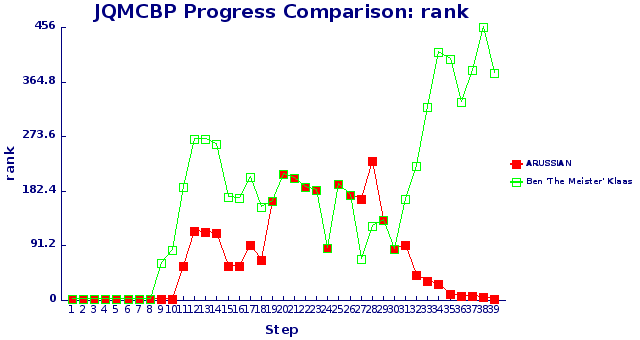 JQMCBP Progress Comparison: rank
456
364.8
273.6
182.4
91.2
0
rank
1 2 3 4 5 6 7 8 9 10 11 12 13 14 15 16 17 18 19 20 21 22 23 24 25 26 27 28 29 30 31 32 33 34 35 36 37 38 39
Step
ARUSSIAN
Ben 'The Meister' Klaas